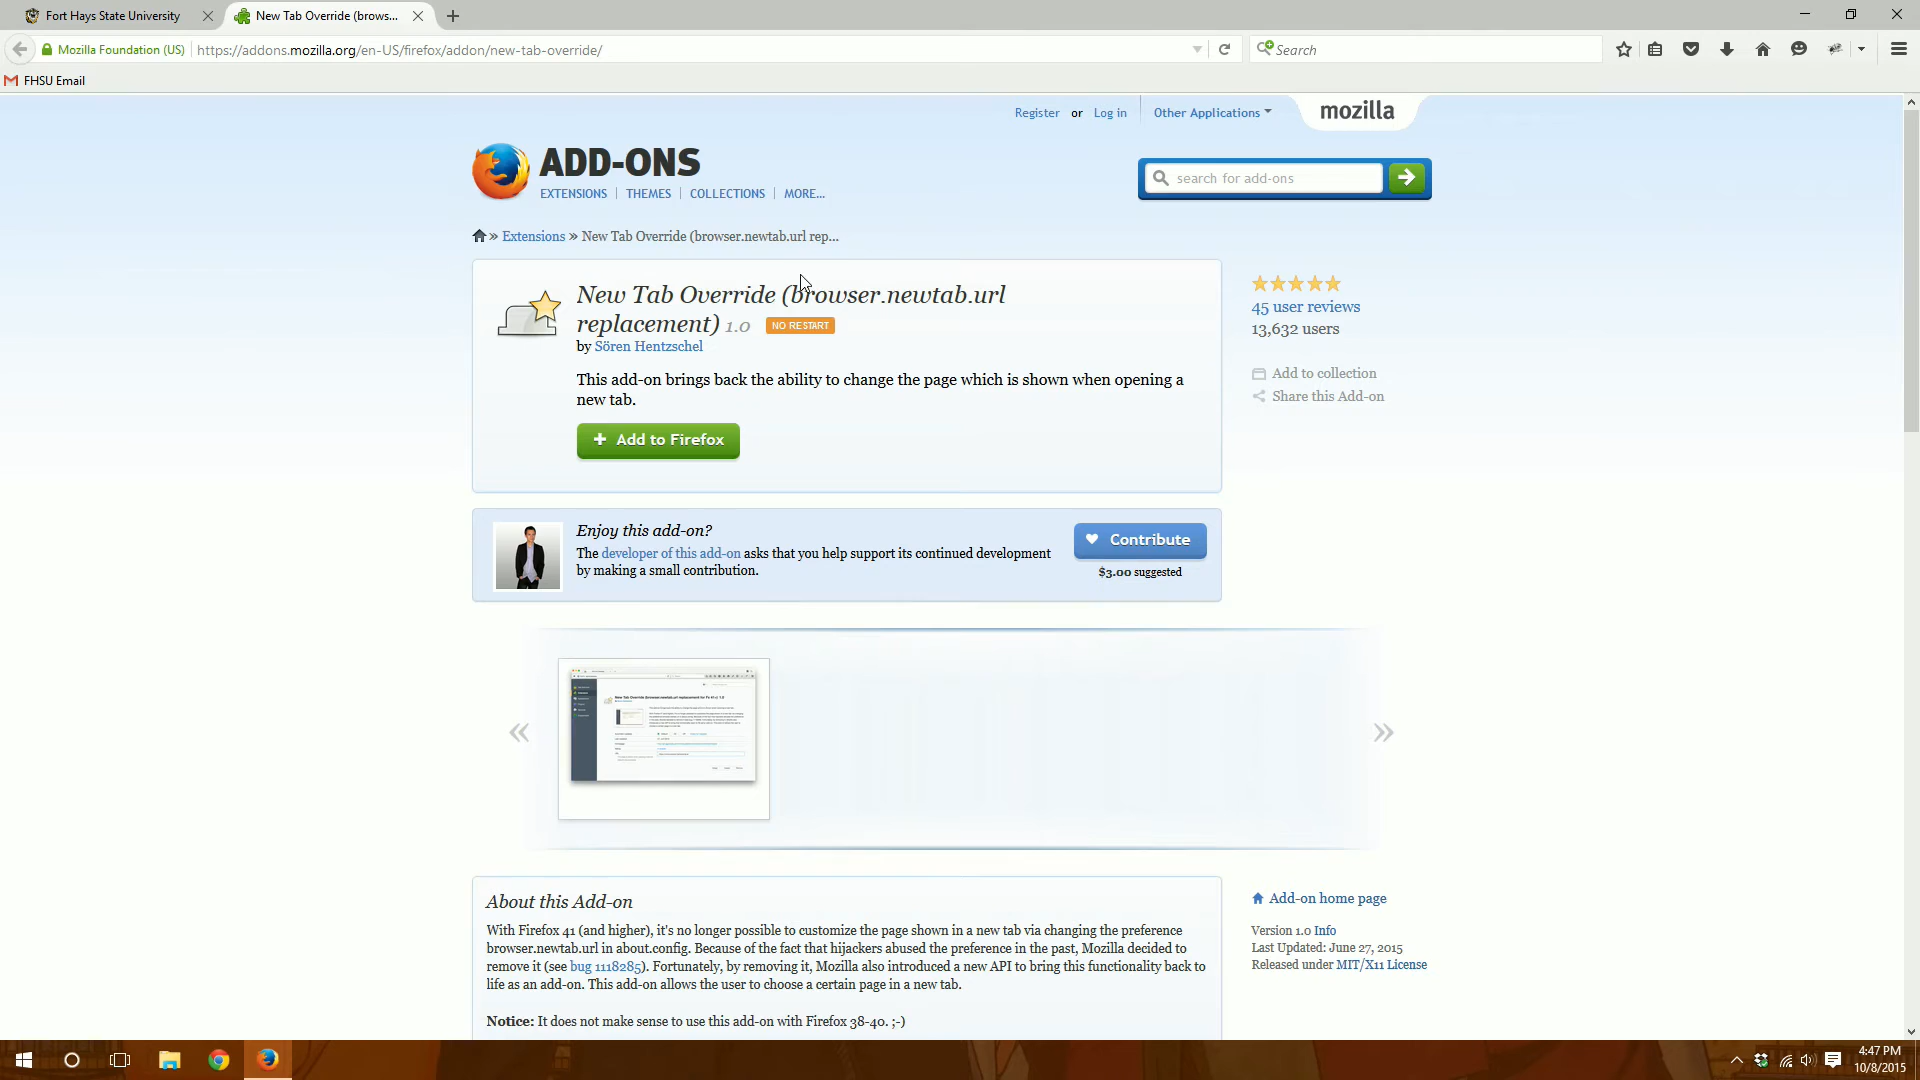 Fort Hays State University
New Tab Override (brows...
Mozilla Foundation (US)
https://addons.mozilla.org/en-US/firefox/addon/new-tab-override/
Search
FHSU Email
Register or Log in
Other Applications
mozilla
ADD-ONS
EXTENSIONS
THEMES
COLLECTIONS
MORE...
search for add-ons
» Extensions » New Tab Override (browser.newtab.url rep...
New Tab Override (browser.newtab.url
replacement) 1.0 NO RESTART
by Sören Hentzschel
This add-on brings back the ability to change the page which is shown when opening a
new tab.
+ Add to Firefox
45 user reviews
13,632 users
Add to collection
Share this Add-on
Enjoy this add-on?
The developer of this add-on asks that you help support its continued development
by making a small contribution.
Contribute
$3.00 suggested
«
»
About this Add-on
With Firefox 41 (and higher), it's no longer possible to customize the page shown in a new tab via changing the preference
browser.newtab.url in about:config. Because of the fact that hijackers abused the preference in the past, Mozilla decided to
remove it (see bug 1118285). Fortunately, by removing it, Mozilla also introduced a new API to bring this functionality back to
life as an add-on. This add-on allows the user to choose a certain page in a new tab.
Notice: It does not make sense to use this add-on with Firefox 38-40. ;-)
Add-on home page
Version 1.0 Info
Last Updated: June 27, 2015
Released under MIT/X11 License
4:47 PM
10/8/2015